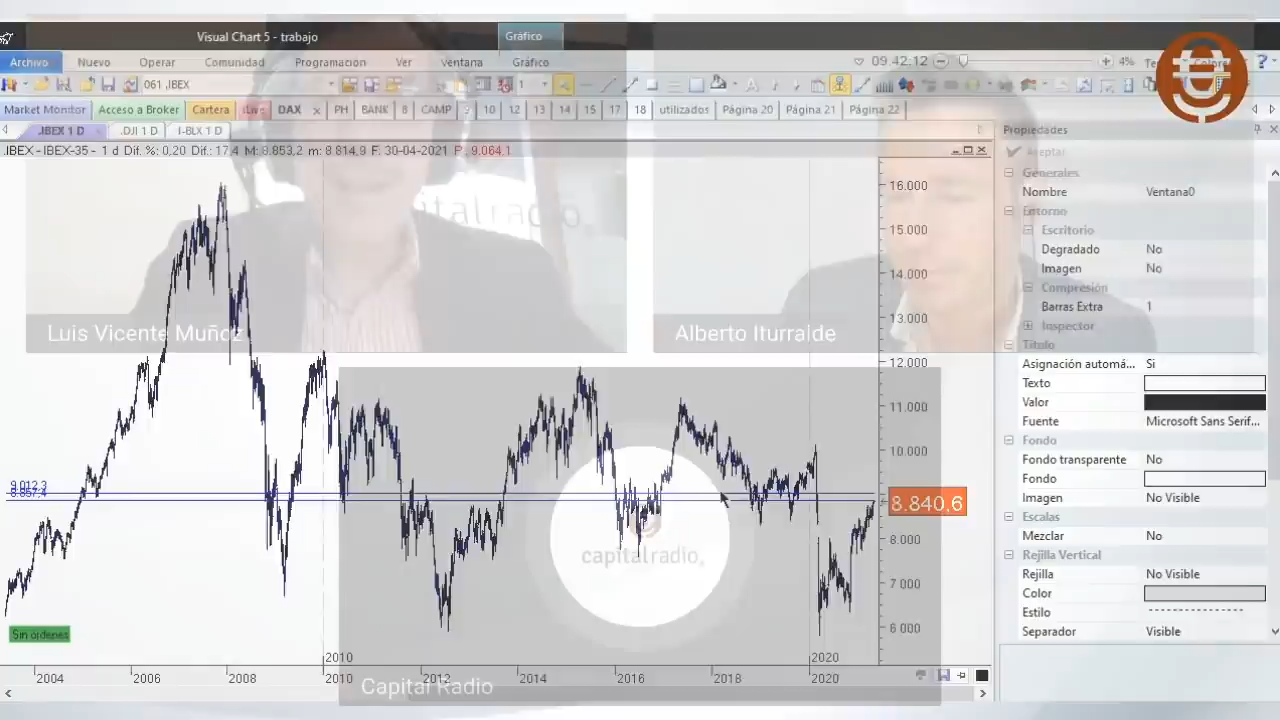 Visual Chart 5 - trabajo
Gráfico
Archivo Nuevo Operar Comunidad Programación Ver Ventana Gráfico
09:42:12
4%
061.IBEX
1
Market Monitor Acceso a Broker Cartera DAX PH BANK 8 CAMP 9 10 12 13 14 15 17 18 utilizados Página 20 Página 21 Página 22
.IBEX 1 D .DJI 1 D I-BLX 1 D
Propiedades
.IBEX - IBEX-35 - 1 d Dif. %: 0,20 Dif.: 17,4 M: 8.853,2 m: 8.814,9 F: 30-04-2021 P: 9.064,1
Aceptar
Generales
Nombre Ventana0
Entorno
Escritorio
Degradado No
Imagen No
Compresión
Barras Extra 1
Inspector
Título
Asignación automá... Si
Texto
Valor
Fuente Microsoft Sans Serif...
Fondo
Fondo transparente No
Fondo
Imagen No Visible
Escalas
Mezclar No
Rejilla Vertical
Rejilla No Visible
Color
Estilo
Separador Visible
16.000
15.000
14.000
13.000
12.000
11.000
10.000
8.840,6
8.000
7.000
6.000
capitalradio.
Luis Vicente Muñoz
Alberto Iturralde
9.012,3
8.857,4
capitalradio.
Sin ordenes
2010
2020
2004 2006 2008 2010 2012 2014 2016 2018 2020
Capital Radio